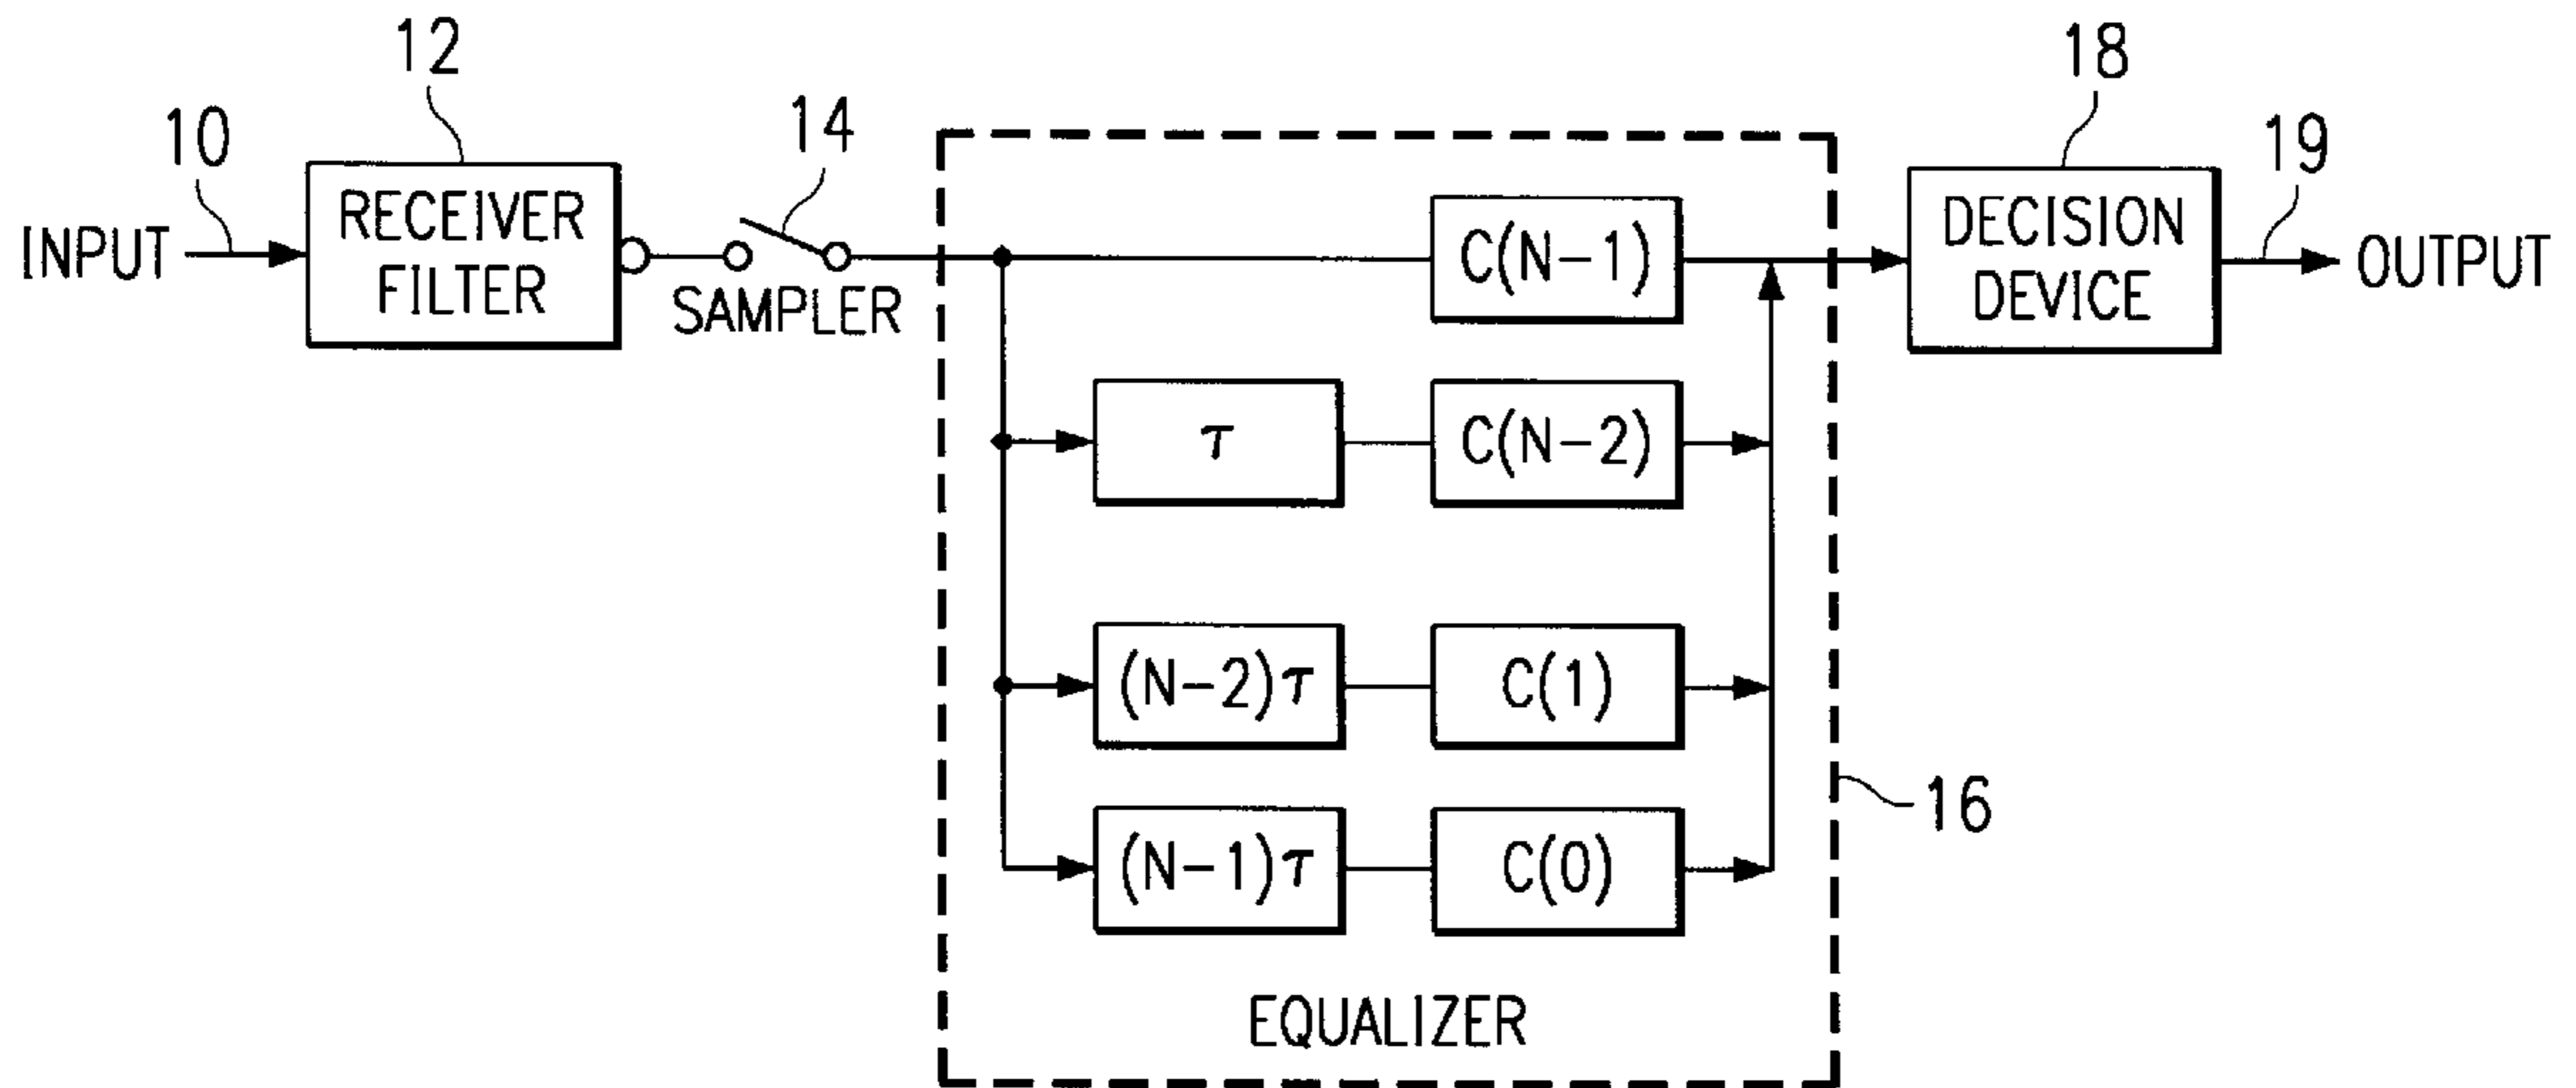 12
18
14
10
19
RECEIVER
FILTER
INPUT
SAMPLER
C(N-1)
DECISION
DEVICE
OUTPUT
τ
C(N-2)
(N-2)τ
C(1)
16
(N-1)τ
C(0)
EQUALIZER